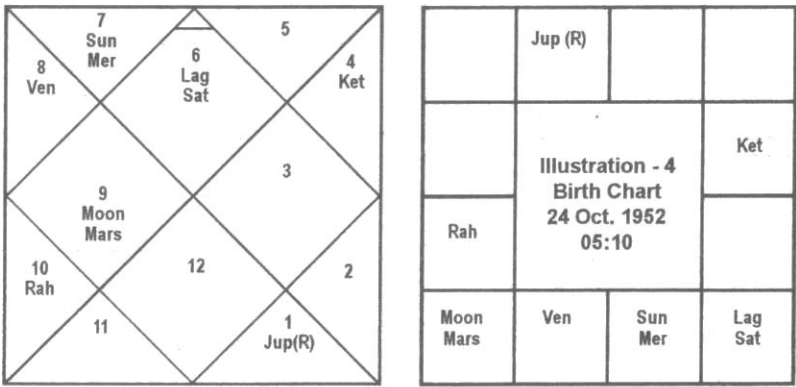 7
Sun
Mer
5
6
Lag
Sat
8
Ven
4
Ket
3
9
Moon
Mars
12
10
Rah
2
11
1
Jup(R)
Jup (R)
Ket
Illustration - 4
Birth Chart
24 Oct. 1952
05:10
Rah
Moon
Mars
Ven
Sun
Mer
Lag
Sat